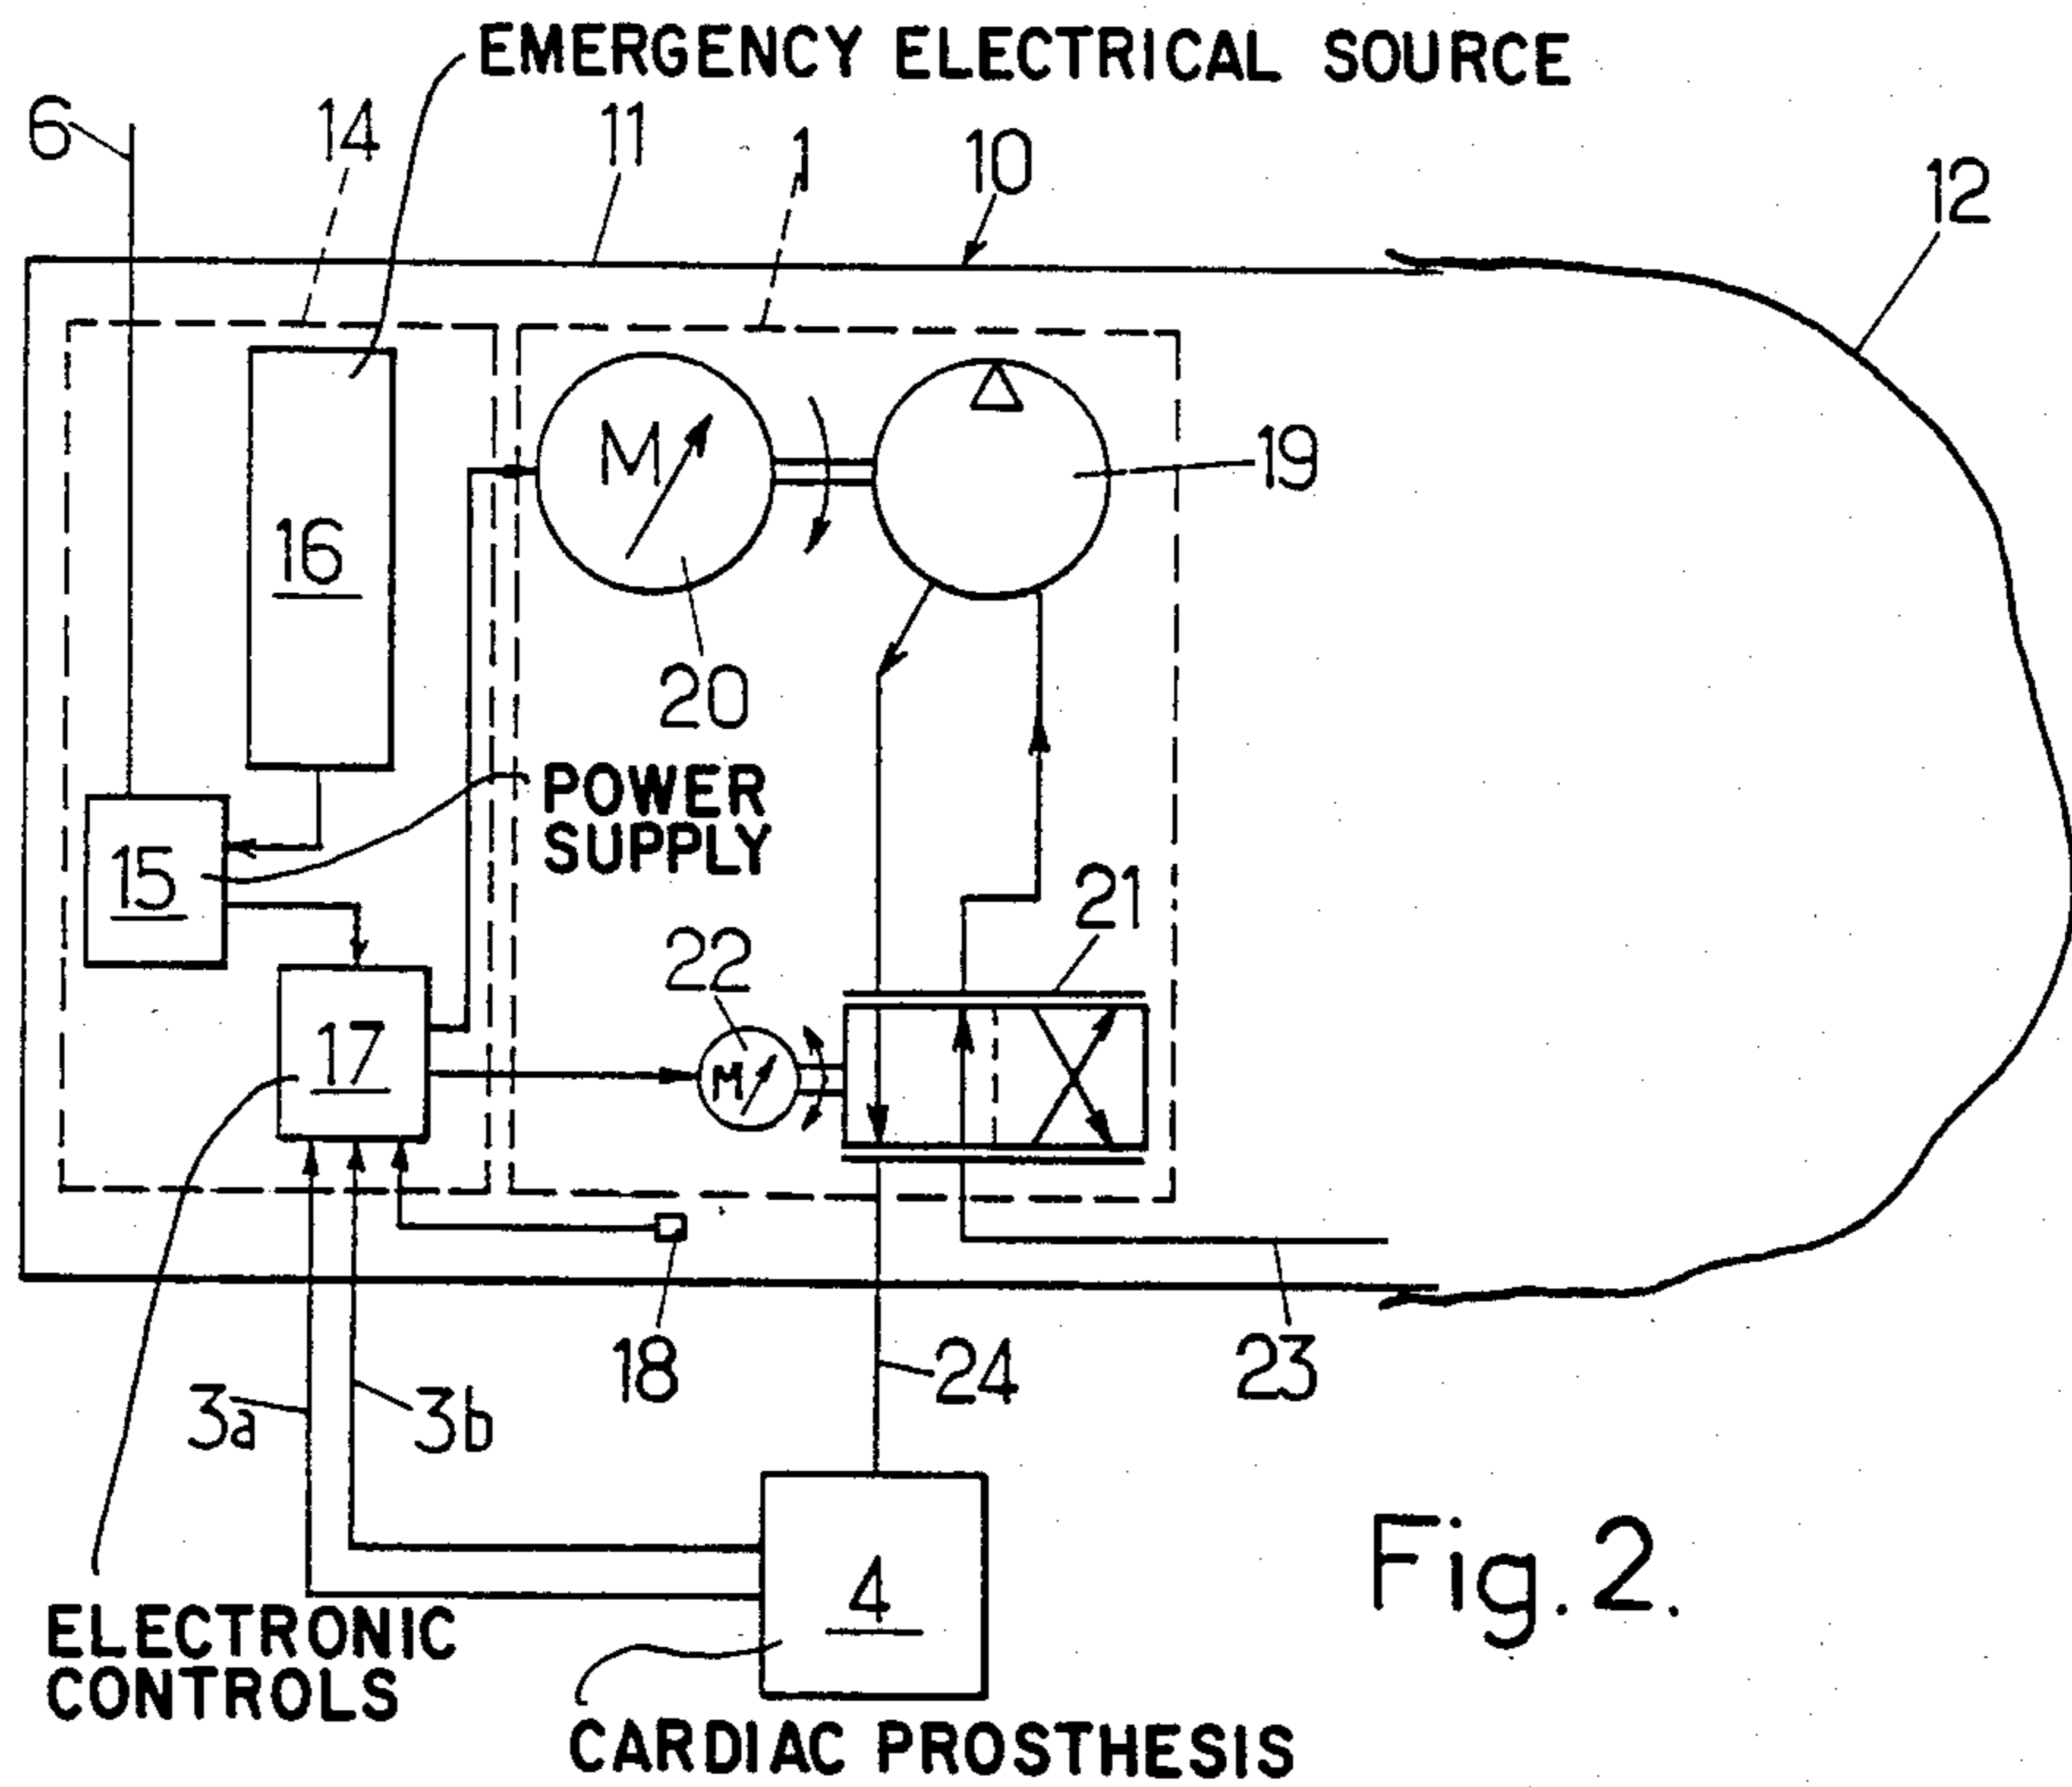 EMERGENCY ELECTRICAL SOURCE
6
14
11
1
10
12
M
19
16
20
POWER
SUPPLY
15
21
22
17
M
18
24
23
3a
3b
4
Fig.2.
ELECTRONIC
CONTROLS
CARDIAC PROSTHESIS